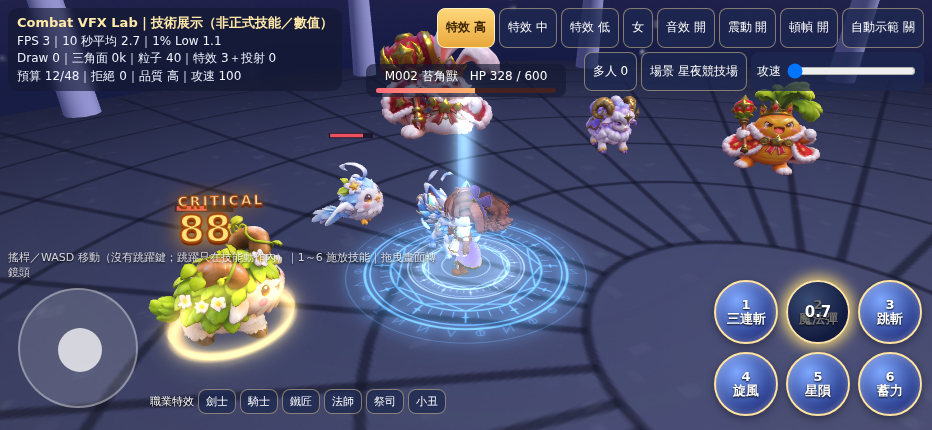 Combat VFX Lab｜技術展示（非正式技能／數值）
FPS 3｜10 秒平均 2.7｜1% Low 1.1
Draw 0｜三角面 0k｜粒子 40｜特效 3＋投射 0
預算 12/48｜拒絕 0｜品質 高｜攻速 100
特效 高
特效 中
特效 低
女
音效 開
震動 開
頓幀 開
自動示範 關
多人 0
場景 星夜競技場
攻速
M002 苔角獸 HP 328 / 600
CRITICAL
88
搖桿／WASD 移動（沒有跳躍鍵；跳躍只在技能動作內）｜1～6 施放技能｜拖曳畫面轉
鏡頭
1
三連斬
2
魔法彈
0.7
3
跳斬
4
旋風
5
星隕
6
蓄力
職業特效
劍士
騎士
鐵匠
法師
祭司
小丑